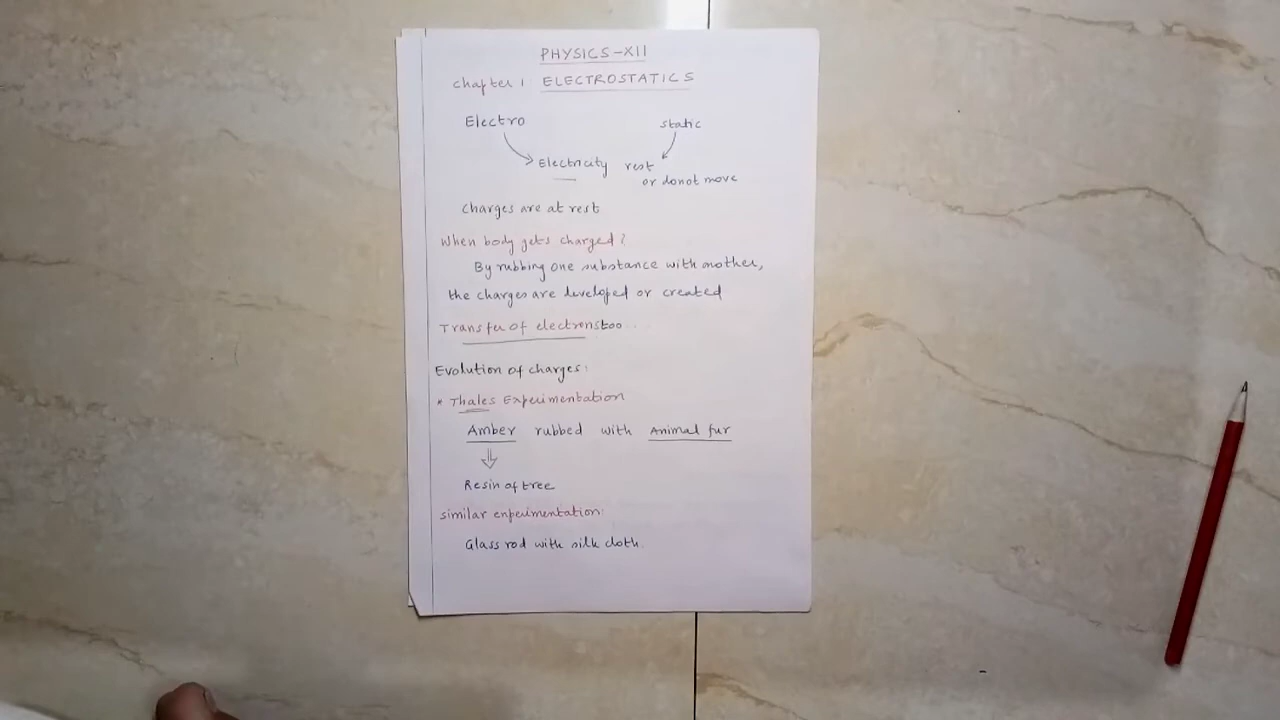 PHYSICS-XII
Chapter 1 ELECTROSTATICS
Electro static
Electricity rest
or donot move
Charges are at rest
When body gets charged?
By rubbing one substance with another,
the charges are developed or created
Transfer of electrons too..
Evolution of charges:
* Thales Experimentation
Amber rubbed with Animal fur
⇓
Resin of tree
similar experimentation:
Glass rod with silk cloth.